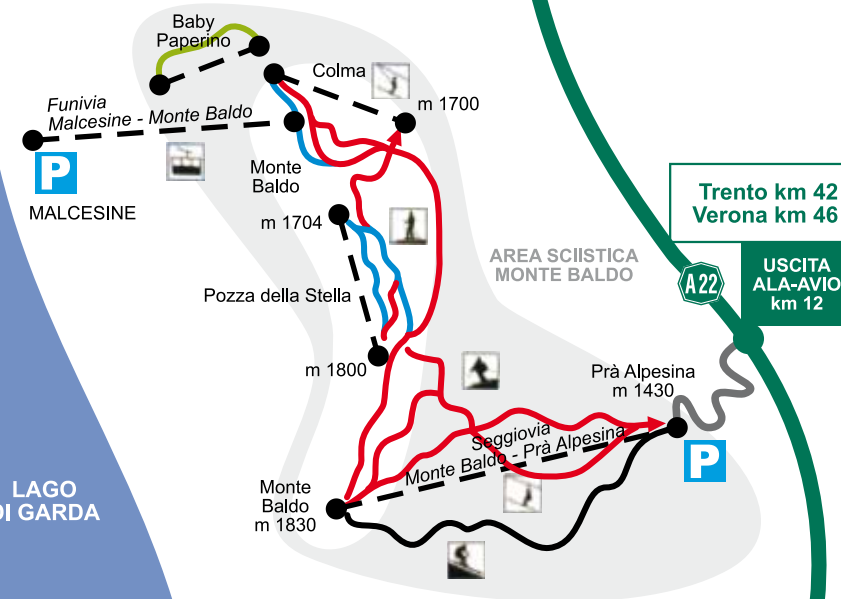 Baby
Paperino
Colma
m 1700
Funivia
Malcesine - Monte Baldo
P
MALCESINE
Monte
Baldo
m 1704
Pozza della Stella
m 1800
AREA SCIISTICA
MONTE BALDO
Trento km 42
Verona km 46
A 22
USCITA
ALA-AVIO
km 12
Prà Alpesina
m 1430
P
Seggiovia
Monte Baldo - Prà Alpesina
Monte
Baldo
m 1830
LAGO
DI GARDA